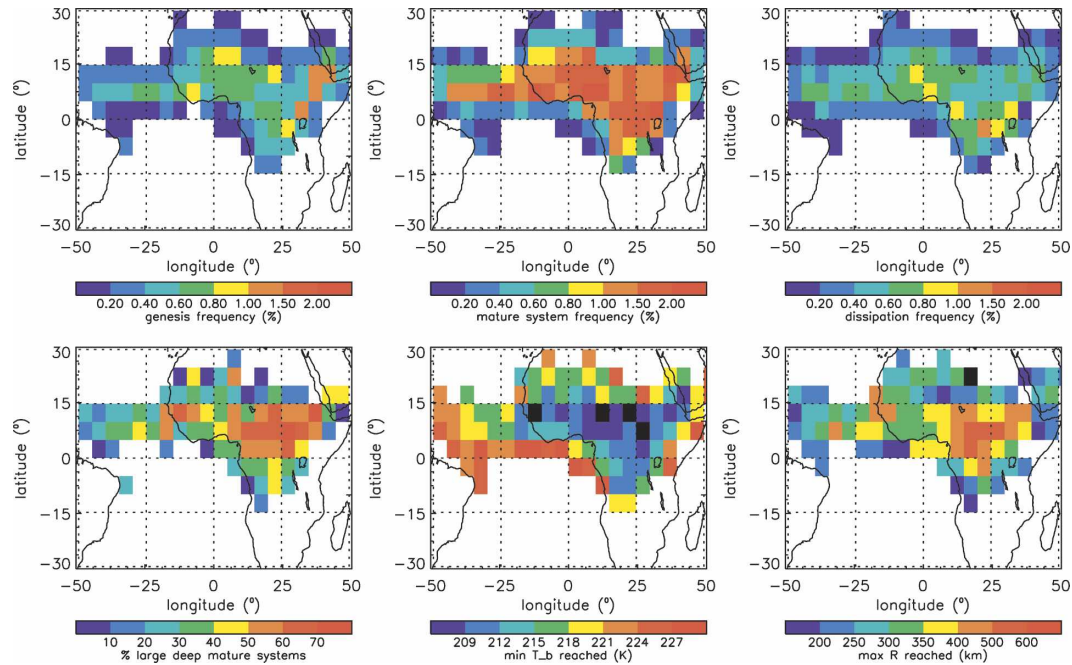 30
15
0
−15
−30
latitude (°)
−50 −25 0 25 50
longitude (°)
0.20 0.40 0.60 0.80 1.00 1.50 2.00
genesis frequency (%)
30
15
0
−15
−30
latitude (°)
−50 −25 0 25 50
longitude (°)
0.20 0.40 0.60 0.80 1.00 1.50 2.00
mature system frequency (%)
30
15
0
−15
−30
latitude (°)
−50 −25 0 25 50
longitude (°)
0.20 0.40 0.60 0.80 1.00 1.50 2.00
dissipation frequency (%)
30
15
0
−15
−30
latitude (°)
−50 −25 0 25 50
longitude (°)
10 20 30 40 50 60 70
% large deep mature systems
30
15
0
−15
−30
latitude (°)
−50 −25 0 25 50
longitude (°)
209 212 215 218 221 224 227
min T_b reached (K)
30
15
0
−15
−30
latitude (°)
−50 −25 0 25 50
longitude (°)
200 250 300 350 400 500 600
max R reached (km)